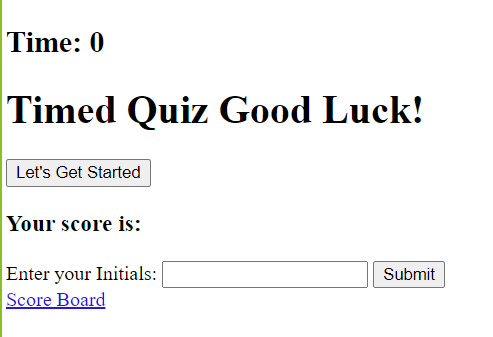 Time: 0
Timed Quiz Good Luck!
Let's Get Started
Your score is:
Enter your Initials: Submit
Score Board